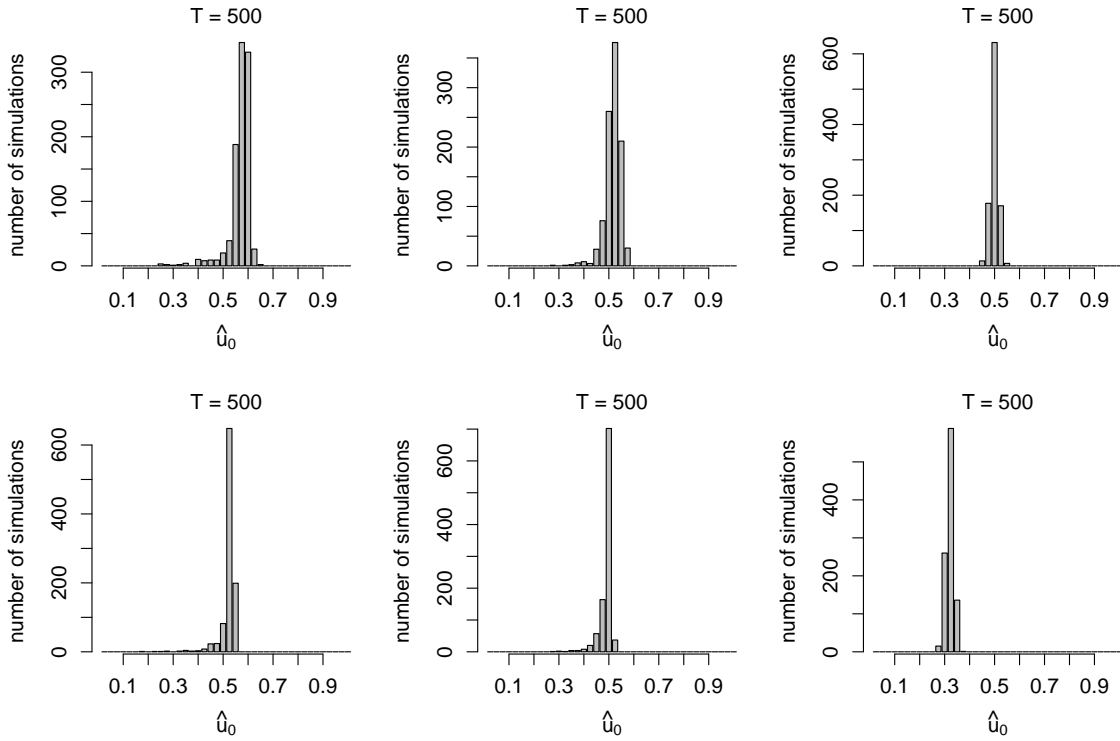 T = 500
number of simulations
0 100 200 300
0.1 0.3 0.5 0.7 0.9
û₀
T = 500
number of simulations
0 100 200 300
0.1 0.3 0.5 0.7 0.9
û₀
T = 500
number of simulations
0 200 400 600
0.1 0.3 0.5 0.7 0.9
û₀
T = 500
number of simulations
0 200 400 600
0.1 0.3 0.5 0.7 0.9
û₀
T = 500
number of simulations
0 200 400 600
0.1 0.3 0.5 0.7 0.9
û₀
T = 500
number of simulations
0 200 400
0.1 0.3 0.5 0.7 0.9
û₀